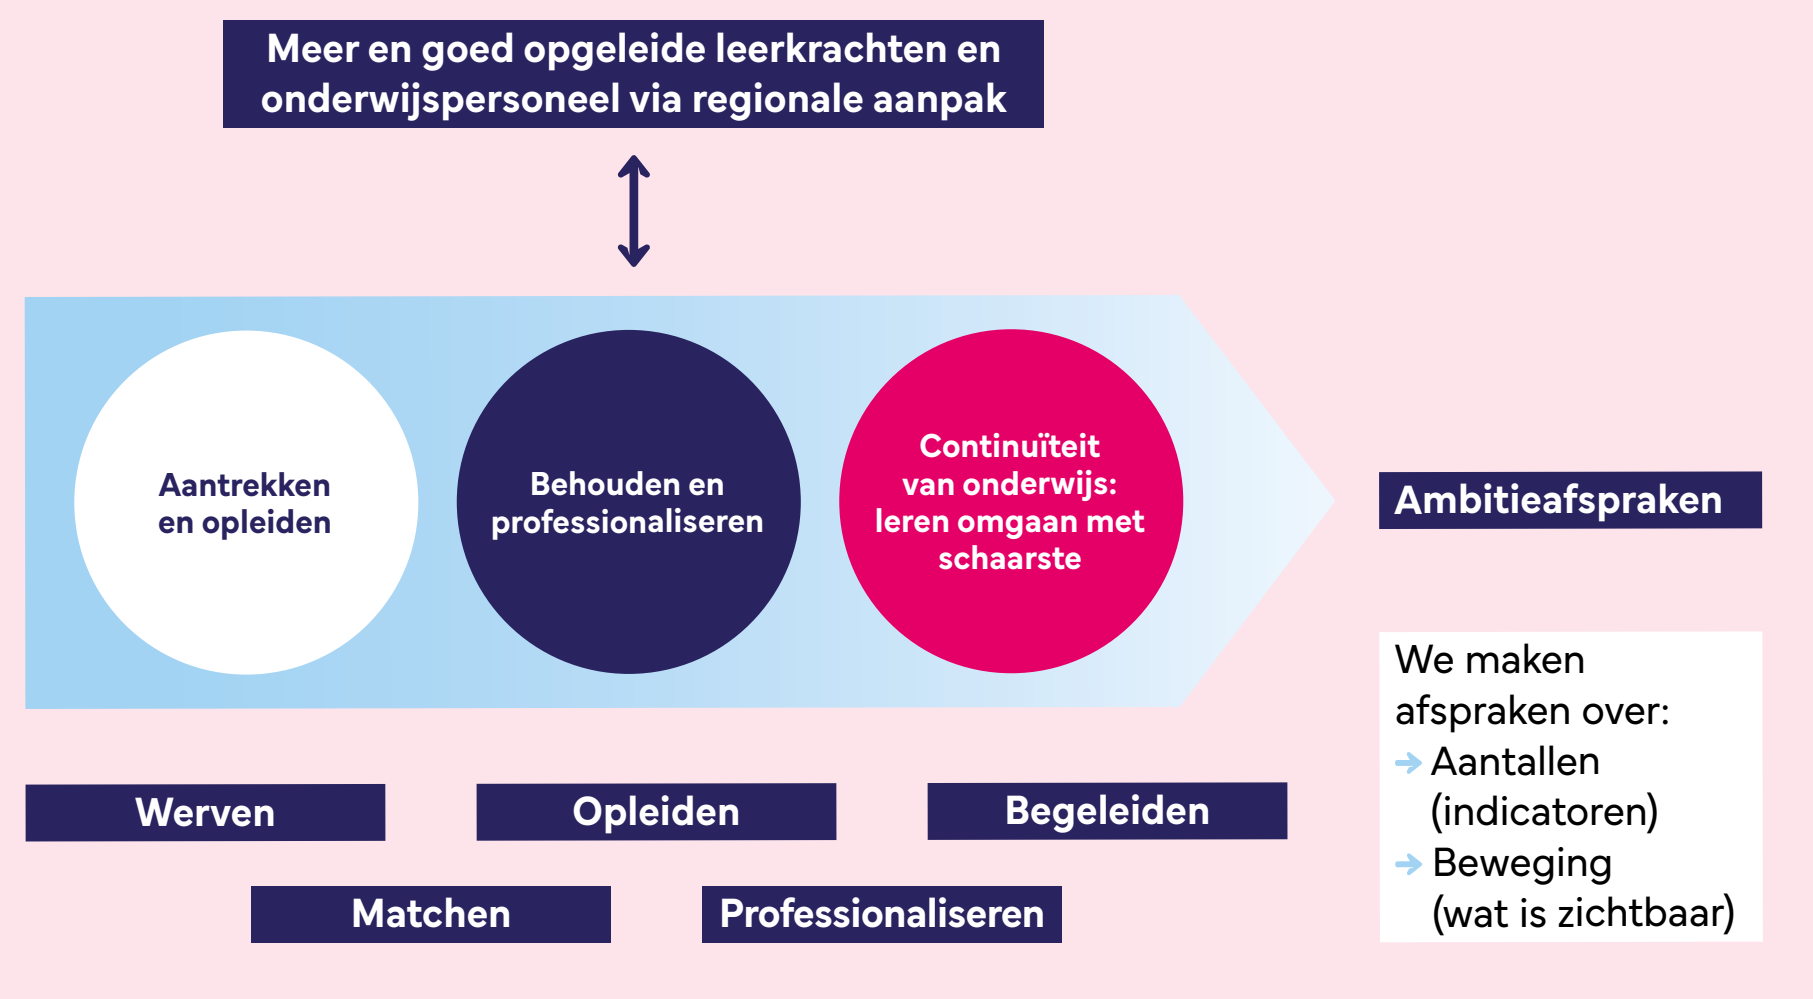 Meer en goed opgeleide leerkrachten en
onderwijspersoneel via regionale aanpak
Aantrekken
en opleiden
Behouden en
professionaliseren
Continuïteit
van onderwijs:
leren omgaan met
schaarste
Ambitieafspraken
We maken
afspraken over:
→ Aantallen
(indicatoren)
→ Beweging
(wat is zichtbaar)
Werven
Opleiden
Begeleiden
Matchen
Professionaliseren